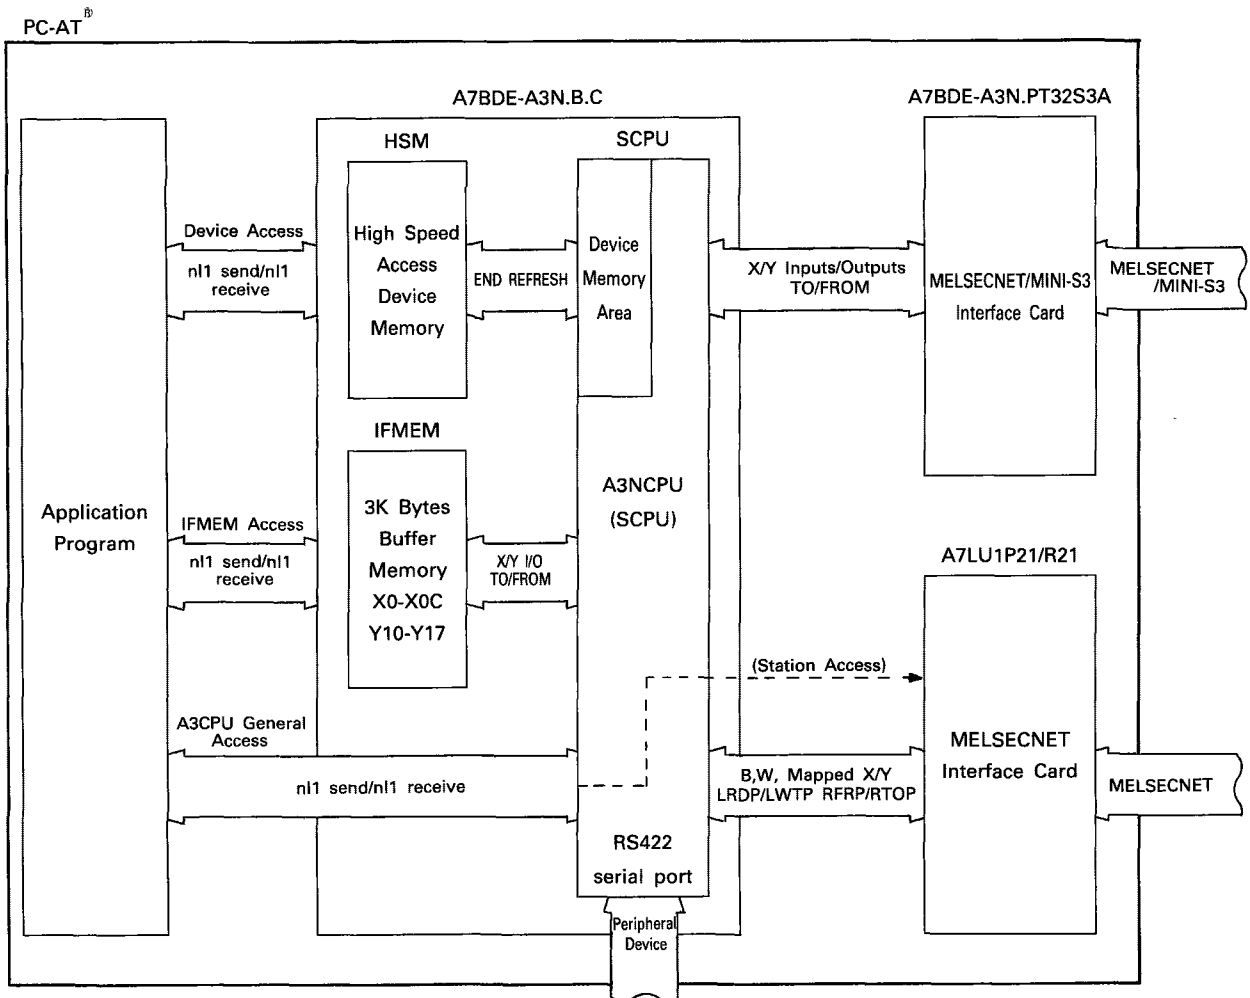 PC-AT®
A7BDE-A3N.B.C
A7BDE-A3N.PT32S3A
HSM
SCPU
Device Access
nl1 send/nl1
receive
High Speed
Access
Device
Memory
END REFRESH
Device
Memory
Area
X/Y Inputs/Outputs
TO/FROM
MELSECNET/MINI-S3
Interface Card
MELSECNET
/MINI-S3
IFMEM
Application
Program
IFMEM Access
nl1 send/nl1
receive
3K Bytes
Buffer
Memory
X0-X0C
Y10-Y17
X/Y I/O
TO/FROM
A3NCPU
(SCPU)
A7LU1P21/R21
(Station Access)
A3CPU General
Access
nl1 send/nl1 receive
B,W, Mapped X/Y
LRDP/LWTP RFRP/RTOP
MELSECNET
Interface Card
MELSECNET
RS422
serial port
Peripheral
Device